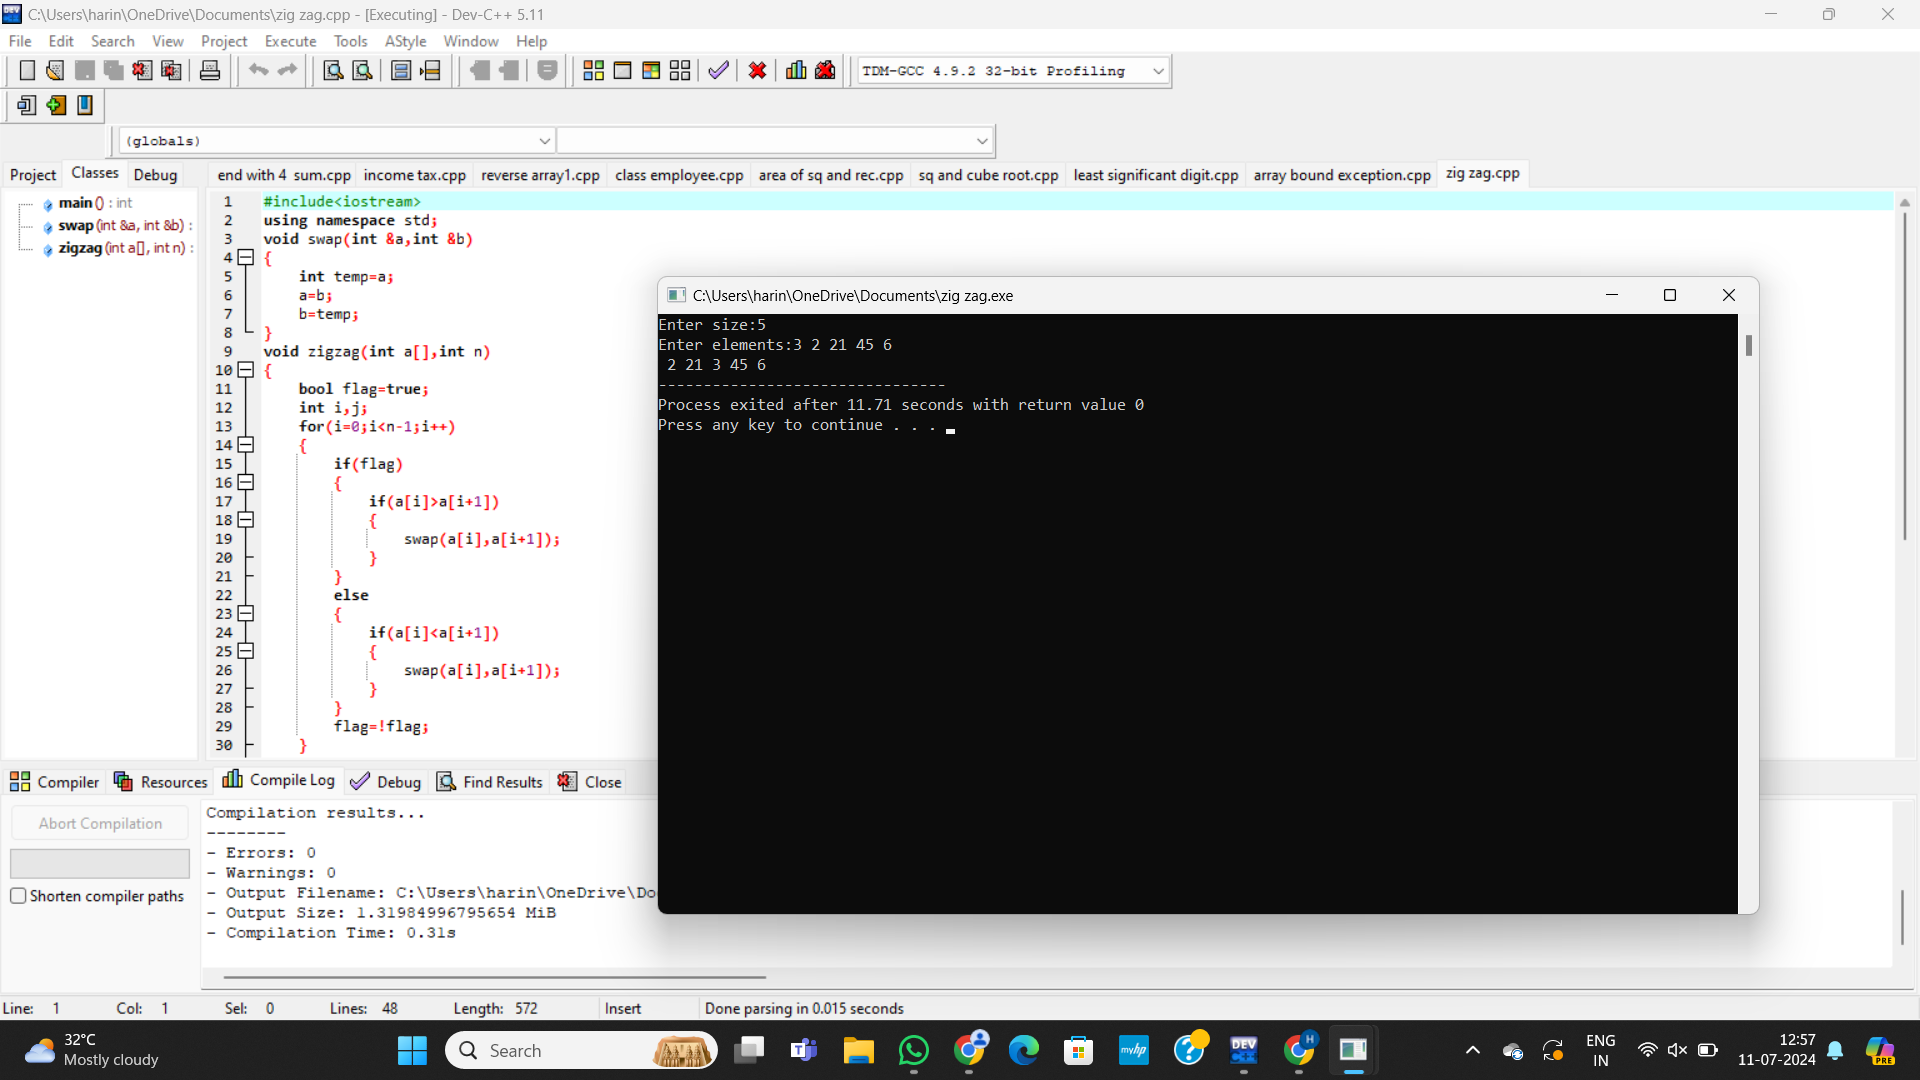 C:\Users\harin\OneDrive\Documents\zig zag.cpp - [Executing] - Dev-C++ 5.11
File Edit Search View Project Execute Tools AStyle Window Help
TDM-GCC 4.9.2 32-bit Profiling
(globals)
Project Classes Debug
end with 4 sum.cpp income tax.cpp reverse array1.cpp class employee.cpp area of sq and rec.cpp sq and cube root.cpp least significant digit.cpp array bound exception.cpp zig zag.cpp
main () : int
swap (int &a, int &b) :
zigzag (int a[], int n) :
1 #include<iostream>
2 using namespace std;
3 void swap(int &a,int &b)
4 {
5 int temp=a;
6 a=b;
7 b=temp;
8 }
9 void zigzag(int a[],int n)
10 {
11 bool flag=true;
12 int i,j;
13 for(i=0;i<n-1;i++)
14 {
15 if(flag)
16 {
17 if(a[i]>a[i+1])
18 {
19 swap(a[i],a[i+1]);
20 }
21 }
22 else
23 {
24 if(a[i]<a[i+1])
25 {
26 swap(a[i],a[i+1]);
27 }
28 }
29 flag=!flag;
30 }
C:\Users\harin\OneDrive\Documents\zig zag.exe
Enter size:5
Enter elements:3 2 21 45 6
2 21 3 45 6
--------------------------------
Process exited after 11.71 seconds with return value 0
Press any key to continue . . .
Compiler Resources Compile Log Debug Find Results Close
Abort Compilation
Shorten compiler paths
Compilation results...
--------
- Errors: 0
- Warnings: 0
- Output Filename: C:\Users\harin\OneDrive\Do
- Output Size: 1.31984996795654 MiB
- Compilation Time: 0.31s
Line: 1 Col: 1 Sel: 0 Lines: 48 Length: 572 Insert Done parsing in 0.015 seconds
32°C
Mostly cloudy
Search
myhp
DEV
H
ENG
IN
12:57
11-07-2024
PRE